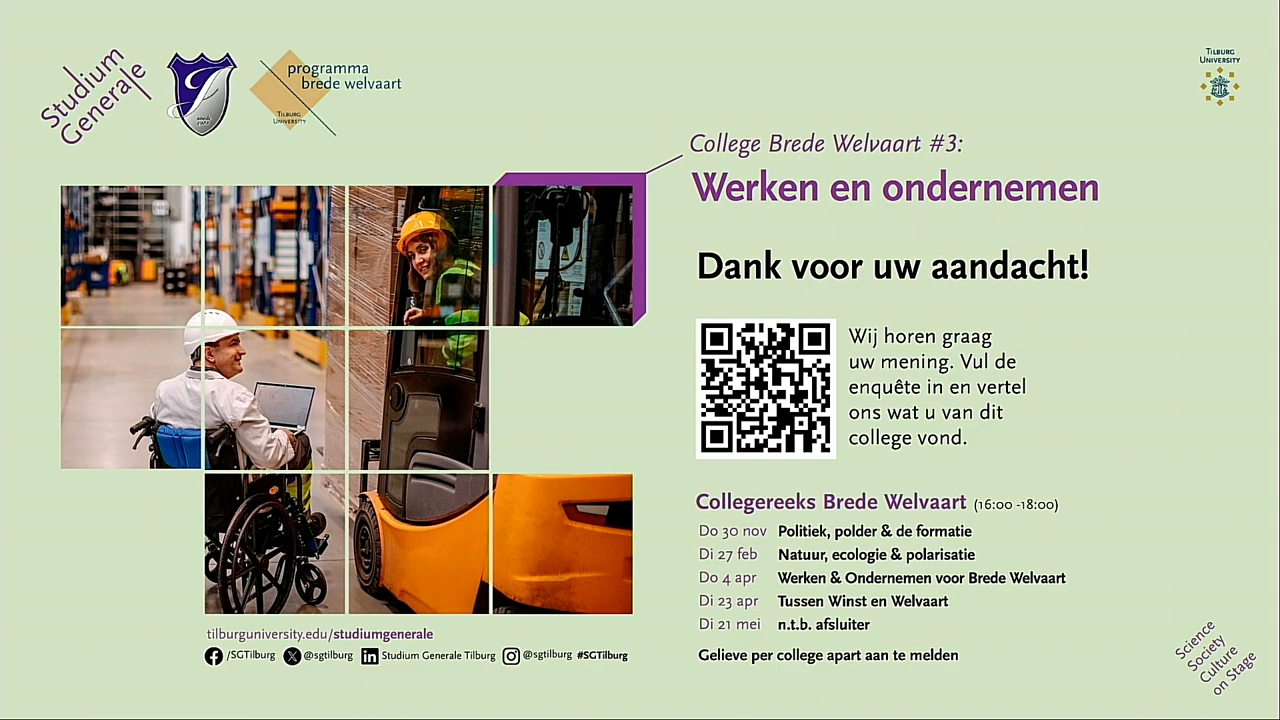 Studium
Generale
programma
brede welvaart
TILBURG
UNIVERSITY
TILBURG
UNIVERSITY
College Brede Welvaart #3:
Werken en ondernemen
Dank voor uw aandacht!
Wij horen graag
uw mening. Vul de
enquête in en vertel
ons wat u van dit
college vond.
Collegereeks Brede Welvaart (16:00 -18:00)
Do 30 nov Politiek, polder & de formatie
Di 27 feb Natuur, ecologie & polarisatie
Do 4 apr Werken & Ondernemen voor Brede Welvaart
Di 23 apr Tussen Winst en Welvaart
Di 21 mei n.t.b. afsluiter
Gelieve per college apart aan te melden
tilburguniversity.edu/studiumgenerale
/SGTilburg @sgtilburg Studium Generale Tilburg @sgtilburg #SGTilburg
Science
Society
Culture
on Stage